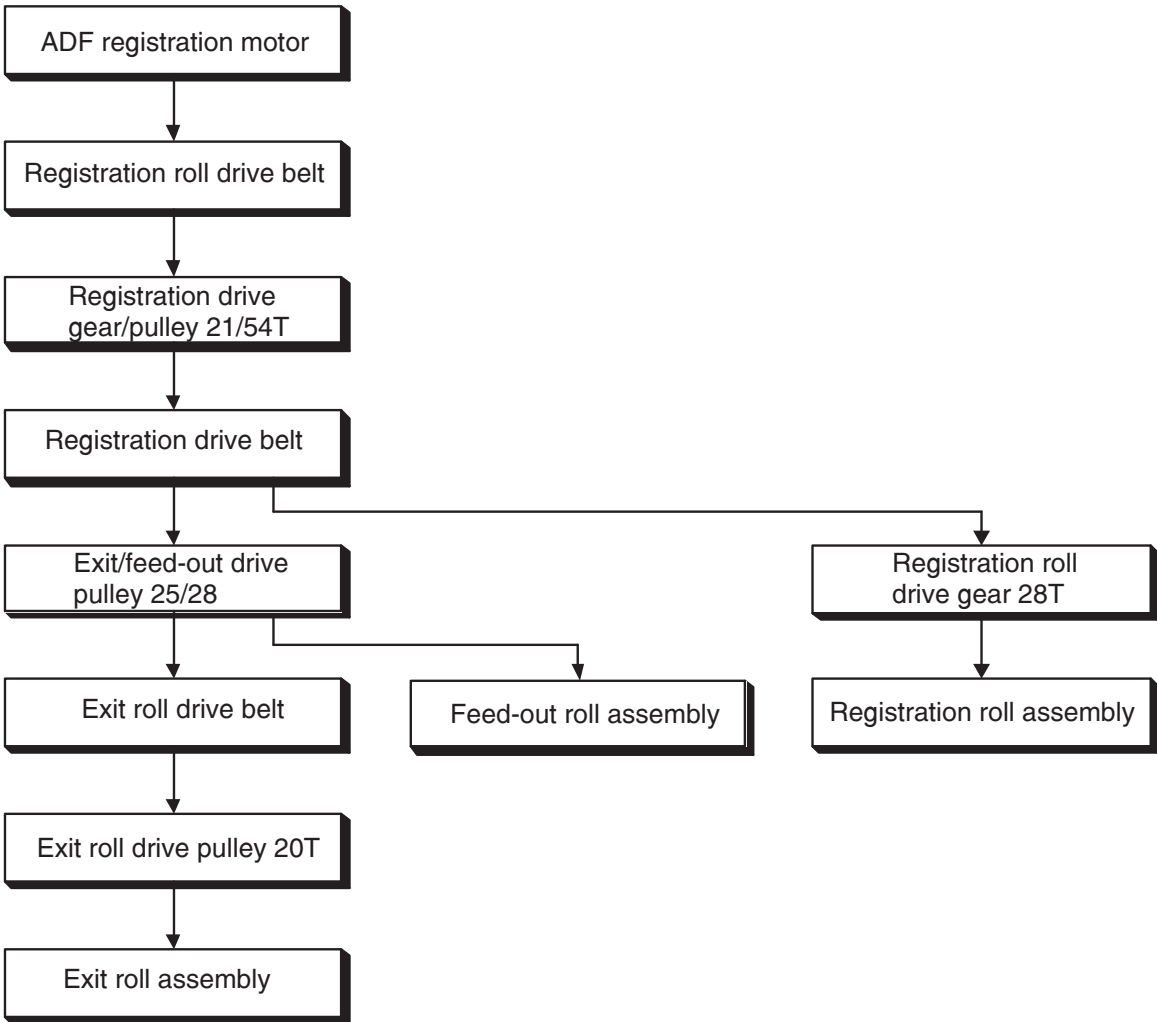 ADF registration motor
Registration roll drive belt
Registration drive
gear/pulley 21/54T
Registration drive belt
Exit/feed-out drive
pulley 25/28
Registration roll
drive gear 28T
Exit roll drive belt
Feed-out roll assembly
Registration roll assembly
Exit roll drive pulley 20T
Exit roll assembly